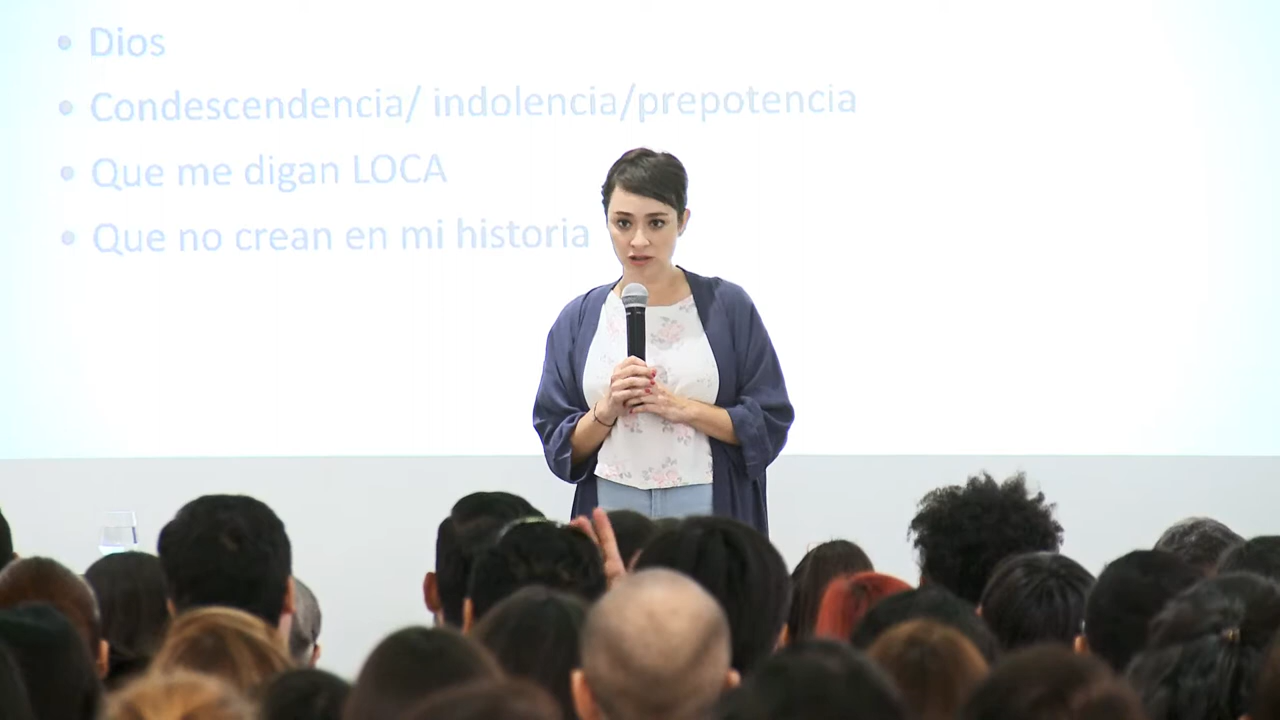 • Dios
• Condescendencia/ indolencia/prepotencia
• Que me digan LOCA
• Que no crean en mi historia